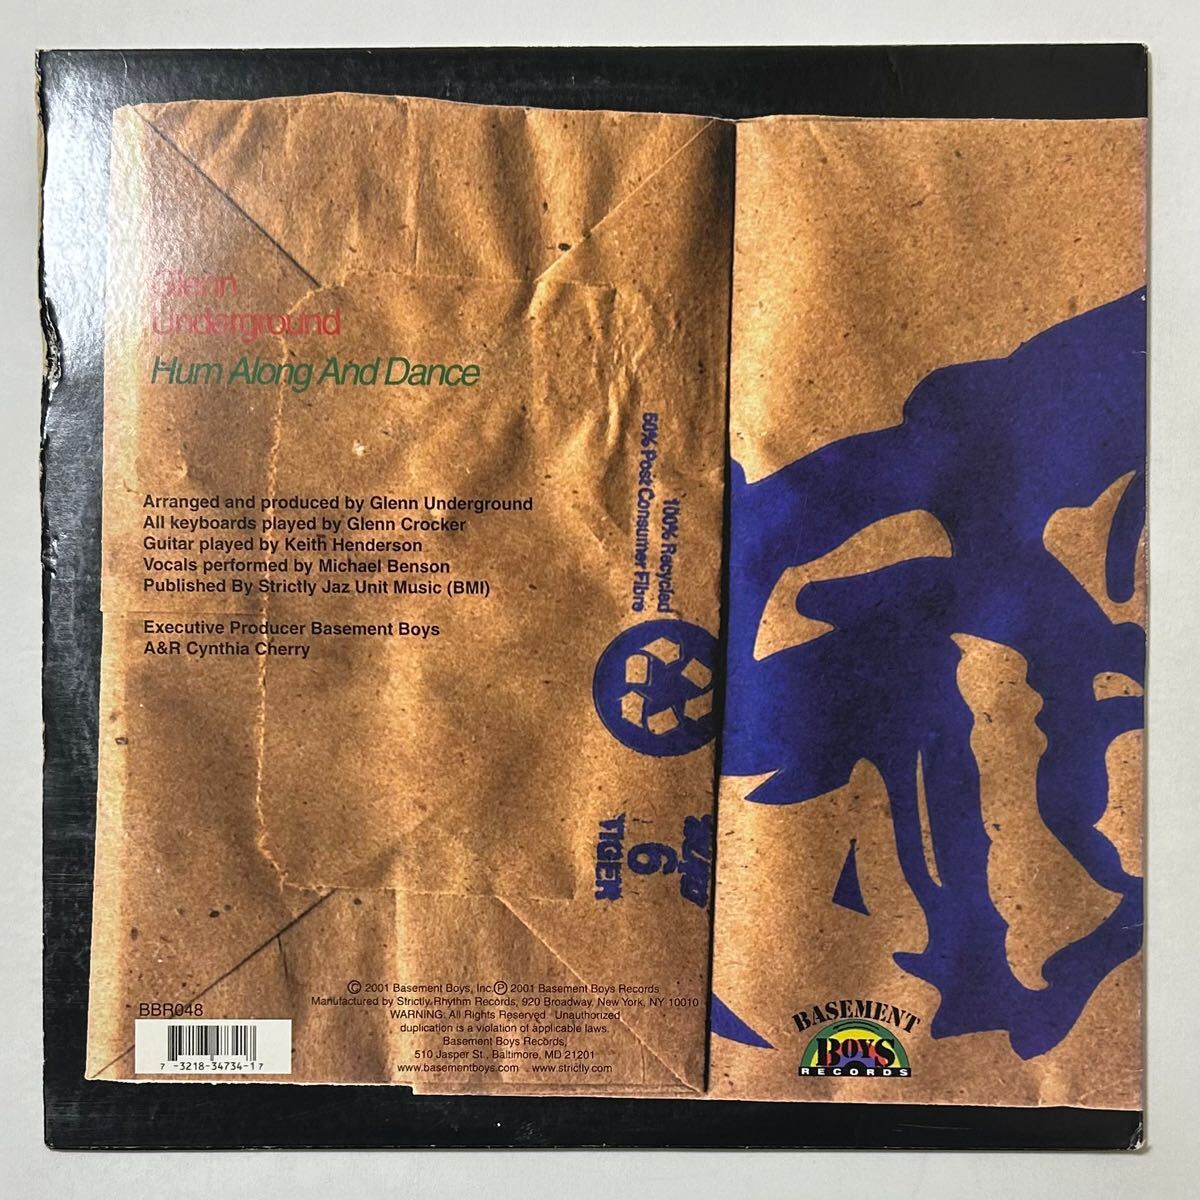 Glenn
Underground
Hum Along And Dance
Arranged and produced by Glenn Underground
All keyboards played by Glenn Crocker
Guitar played by Keith Henderson
Vocals performed by Michael Benson
Published By Strictly Jaz Unit Music (BMI)
Executive Producer Basement Boys
A&R Cynthia Cherry
100% Recycled
50% Post Consumer Fibre
6
© 2001 Basement Boys, Inc. Ⓟ 2001 Basement Boys Records
Manufactured by Strictly Rhythm Records, 920 Broadway, New York, NY 10010
WARNING: All Rights Reserved. Unauthorized
duplication is a violation of applicable laws.
Basement Boys Records,
510 Jasper St., Baltimore, MD 21201
www.basementboys.com www.strictly.com
BBR048
7 -3218-34734-1 7
BASEMENT
BOYS
RECORDS